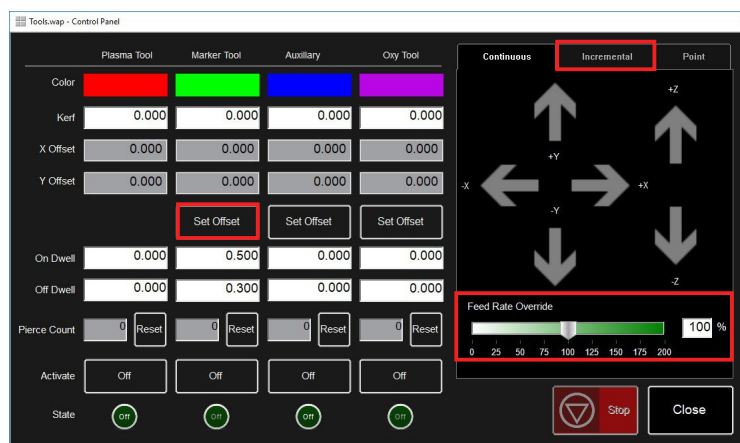 Tools.wap - Control Panel
Plasma Tool Marker Tool Auxillary Oxy Tool
Color
Kerf 0.000 0.000 0.000 0.000
X Offset 0.000 0.000 0.000 0.000
Y Offset 0.000 0.000 0.000 0.000
Set Offset Set Offset Set Offset
On Dwell 0.000 0.500 0.000 0.000
Off Dwell 0.000 0.300 0.000 0.000
Pierce Count 0 Reset 0 Reset 0 Reset 0 Reset
Activate Off Off Off Off
State Off Off Off Off
Continuous Incremental Point
+Z
+Y
-X +X
-Y
-Z
Feed Rate Override
100 %
0 25 50 75 100 125 150 175 200
Stop Close